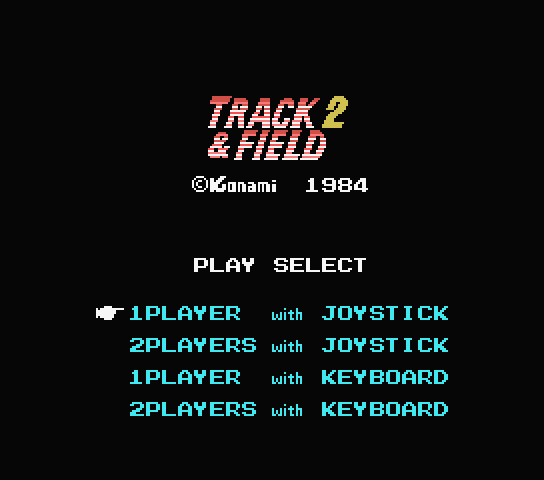 TRACK 2
& FIELD
©Konami 1984
PLAY SELECT
1PLAYER with JOYSTICK
2PLAYERS with JOYSTICK
1PLAYER with KEYBOARD
2PLAYERS with KEYBOARD